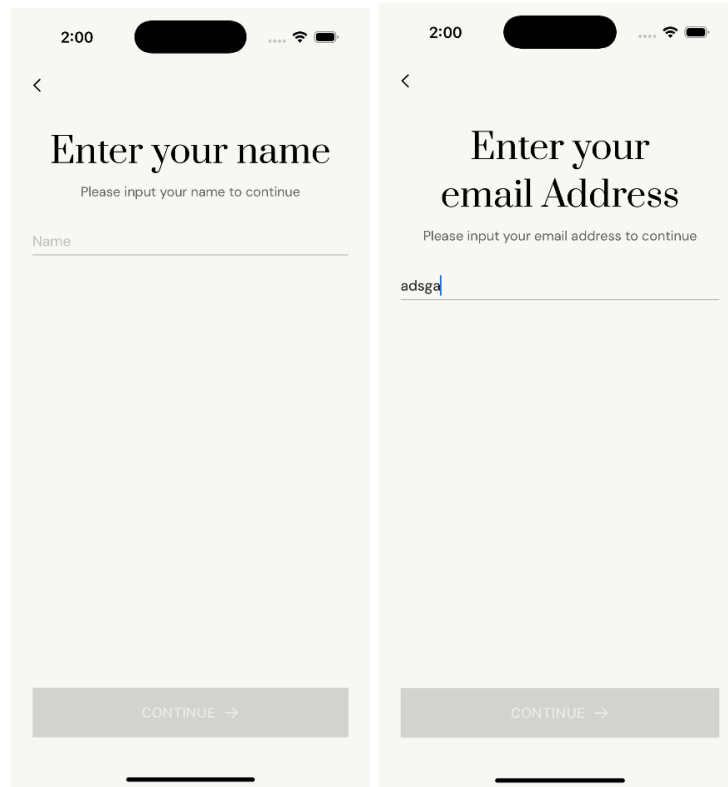 2:00
Enter your name
Please input your name to continue
Name
CONTINUE →
2:00
Enter your
email Address
Please input your email address to continue
adsga
CONTINUE →